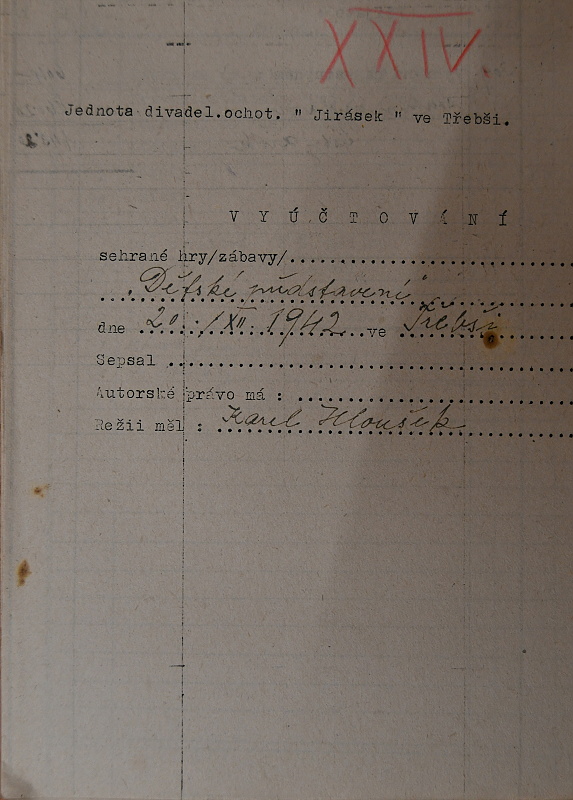 XXIV.
Jednota divadel.ochot. " Jirásek " ve Třebši.
V Y Ú Č T O V Á N Í
sehrané hry/zábavy/..............................
"Dětské představení"
dne 20./XII. 1942 ve Třebši
Sepsal ..............................
Autorské právo má : ..............................
Režii měl : Karel Hloušek